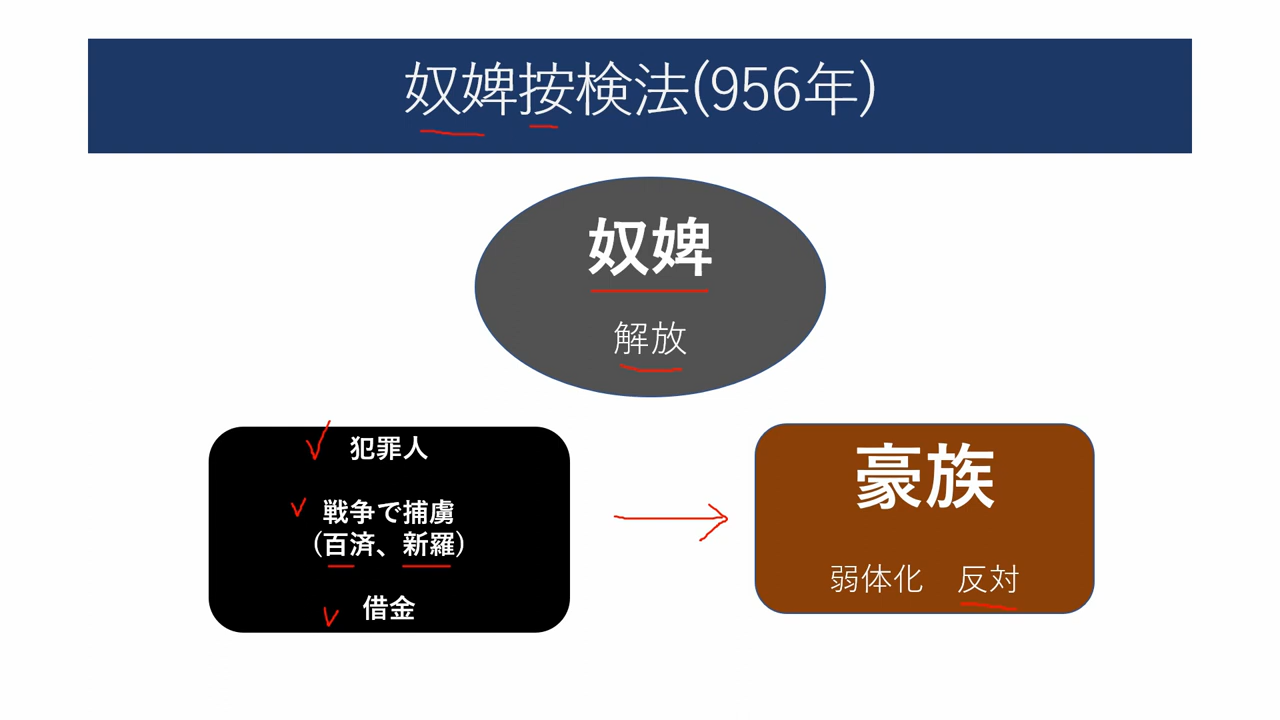 奴婢按検法(956年)
奴婢
解放
犯罪人
戦争で捕虜
(百済、新羅)
借金
豪族
弱体化 反対